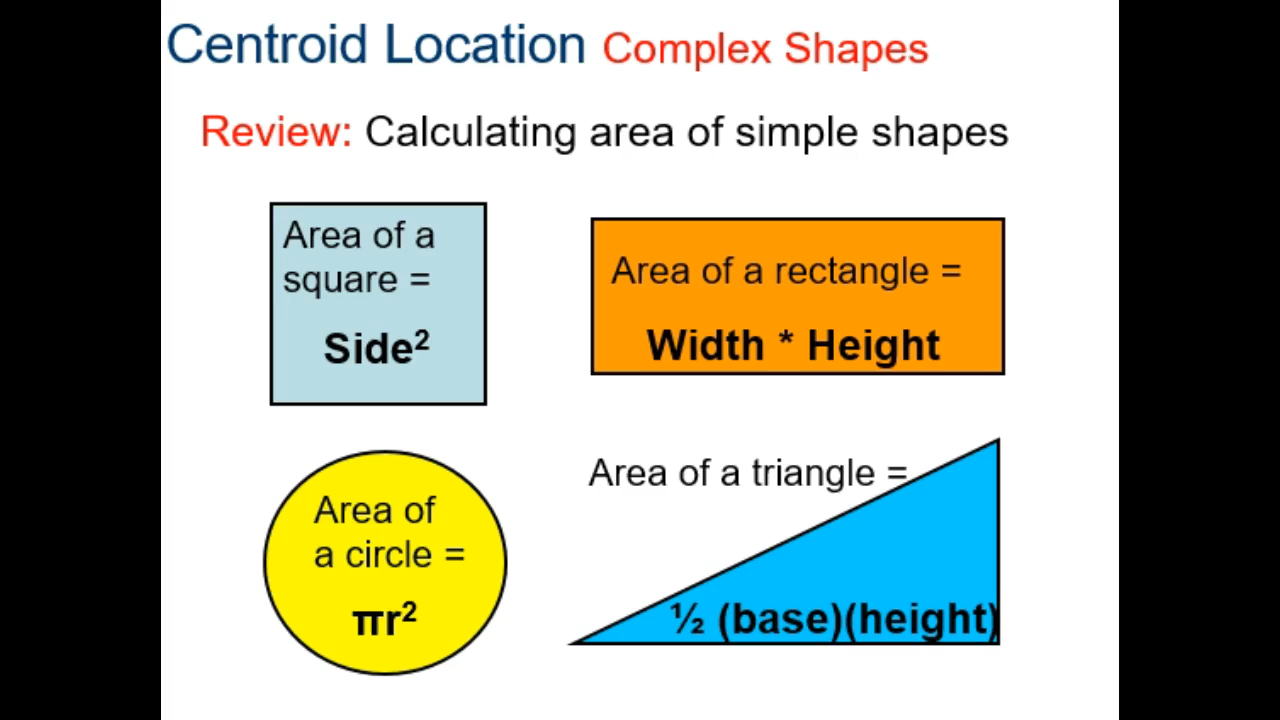 Centroid Location Complex Shapes
Review: Calculating area of simple shapes
Area of a
square =
Side²
Area of a rectangle =
Width * Height
Area of
a circle =
πr²
Area of a triangle =
½ (base)(height)